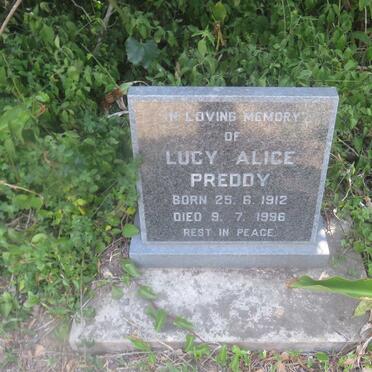 IN LOVING MEMORY
OF
LUCY ALICE
PREDDY
BORN 25. 6. 1912
DIED 9. 7. 1996
REST IN PEACE.